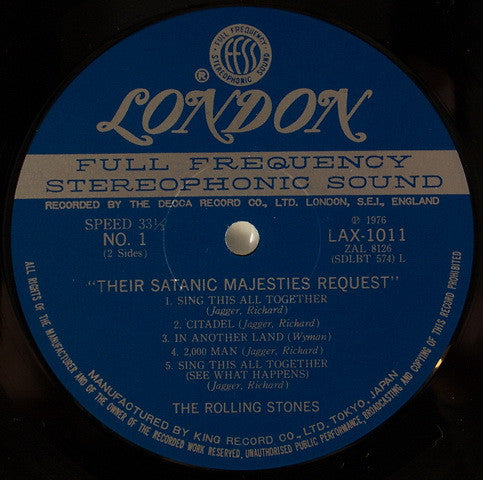 FULL FREQUENCY
ffss
STEREOPHONIC SOUND
®
LONDON
FULL FREQUENCY
STEREOPHONIC SOUND
RECORDED BY THE DECCA RECORD CO., LTD. LONDON, S.E.I., ENGLAND
SPEED 33⅓
NO. 1
(2 Sides)
℗ 1976
LAX-1011
ZAL-8126
(SDLBT 574) L
"THEIR SATANIC MAJESTIES REQUEST"
1. SING THIS ALL TOGETHER
(Jagger, Richard)
2. CITADEL (Jagger, Richard)
3. IN ANOTHER LAND (Wyman)
4. 2,000 MAN (Jagger, Richard)
5. SING THIS ALL TOGETHER
(SEE WHAT HAPPENS)
(Jagger, Richard)
THE ROLLING STONES
MANUFACTURED BY KING RECORD CO., LTD. TOKYO, JAPAN
ALL RIGHTS OF THE MANUFACTURER AND OF THE OWNER OF THE RECORDED WORK RESERVED. UNAUTHORISED PUBLIC PERFORMANCE, BROADCASTING AND COPYING OF THIS RECORD PROHIBITED